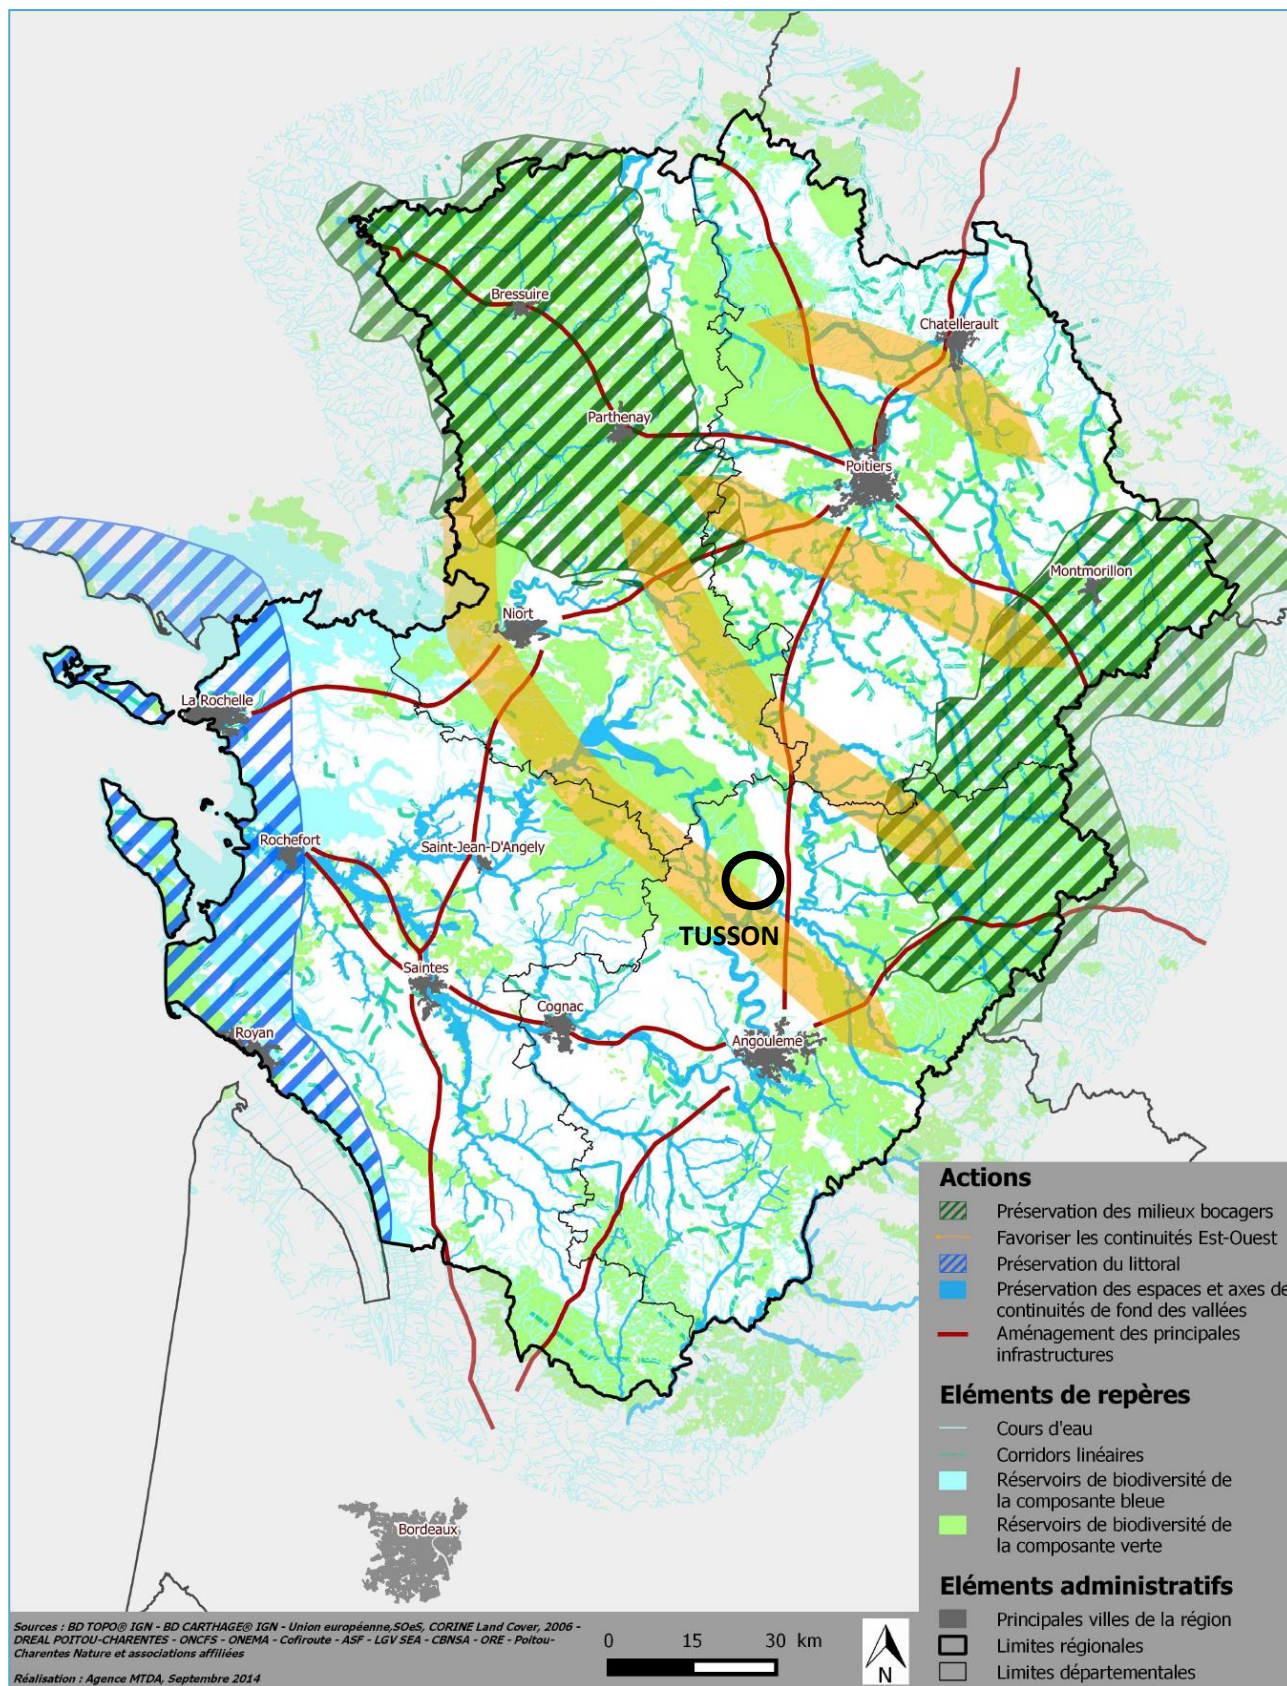 Bressuire
Chatellerault
Parthenay
Poitiers
Montmorillon
Niort
La Rochelle
Rochefort
Saint-Jean-D'Angely
TUSSON
Saintes
Cognac
Royan
Angouleme
Bordeaux
Actions
Préservation des milieux bocagers
Favoriser les continuités Est-Ouest
Préservation du littoral
Préservation des espaces et axes de
continuités de fond des vallées
Aménagement des principales
infrastructures
Eléments de repères
Cours d'eau
Corridors linéaires
Réservoirs de biodiversité de
la composante bleue
Réservoirs de biodiversité de
la composante verte
Eléments administratifs
Principales villes de la région
Limites régionales
Limites départementales
Sources : BD TOPO® IGN - BD CARTHAGE® IGN - Union européenne,SOeS, CORINE Land Cover, 2006 -
DREAL POITOU-CHARENTES - ONCFS - ONEMA - Cofiroute - ASF - LGV SEA - CBNSA - ORE - Poitou-
Charentes Nature et associations affiliées
Réalisation : Agence MTDA, Septembre 2014
0 15 30 km
N